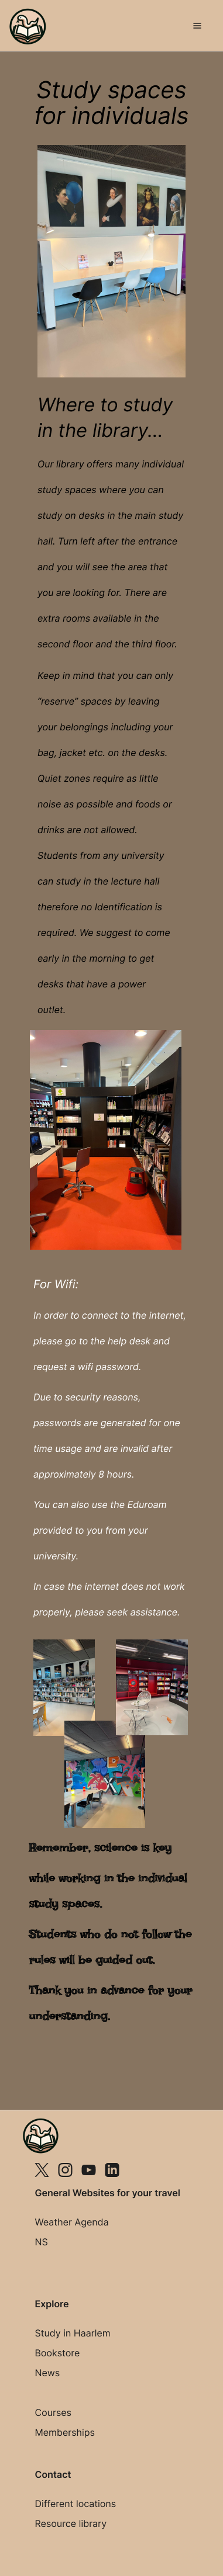 Study spaces
for individuals
Where to study
in the library...
Our library offers many individual
study spaces where you can
study on desks in the main study
hall. Turn left after the entrance
and you will see the area that
you are looking for. There are
extra rooms available in the
second floor and the third floor.
Keep in mind that you can only
"reserve" spaces by leaving
your belongings including your
bag, jacket etc. on the desks.
Quiet zones require as little
noise as possible and foods or
drinks are not allowed.
Students from any university
can study in the lecture hall
therefore no Identification is
required. We suggest to come
early in the morning to get
desks that have a power
outlet.
For Wifi:
In order to connect to the internet,
please go to the help desk and
request a wifi password.
Due to security reasons,
passwords are generated for one
time usage and are invalid after
approximately 8 hours.
You can also use the Eduroam
provided to you from your
university.
In case the internet does not work
properly, please seek assistance.
Remember, scilence is key
while working in the individual
study spaces.
Students who do not follow the
rules will be guided out.
Thank you in advance for your
understanding.
General Websites for your travel
Weather Agenda
NS
Explore
Study in Haarlem
Bookstore
News
Courses
Memberships
Contact
Different locations
Resource library